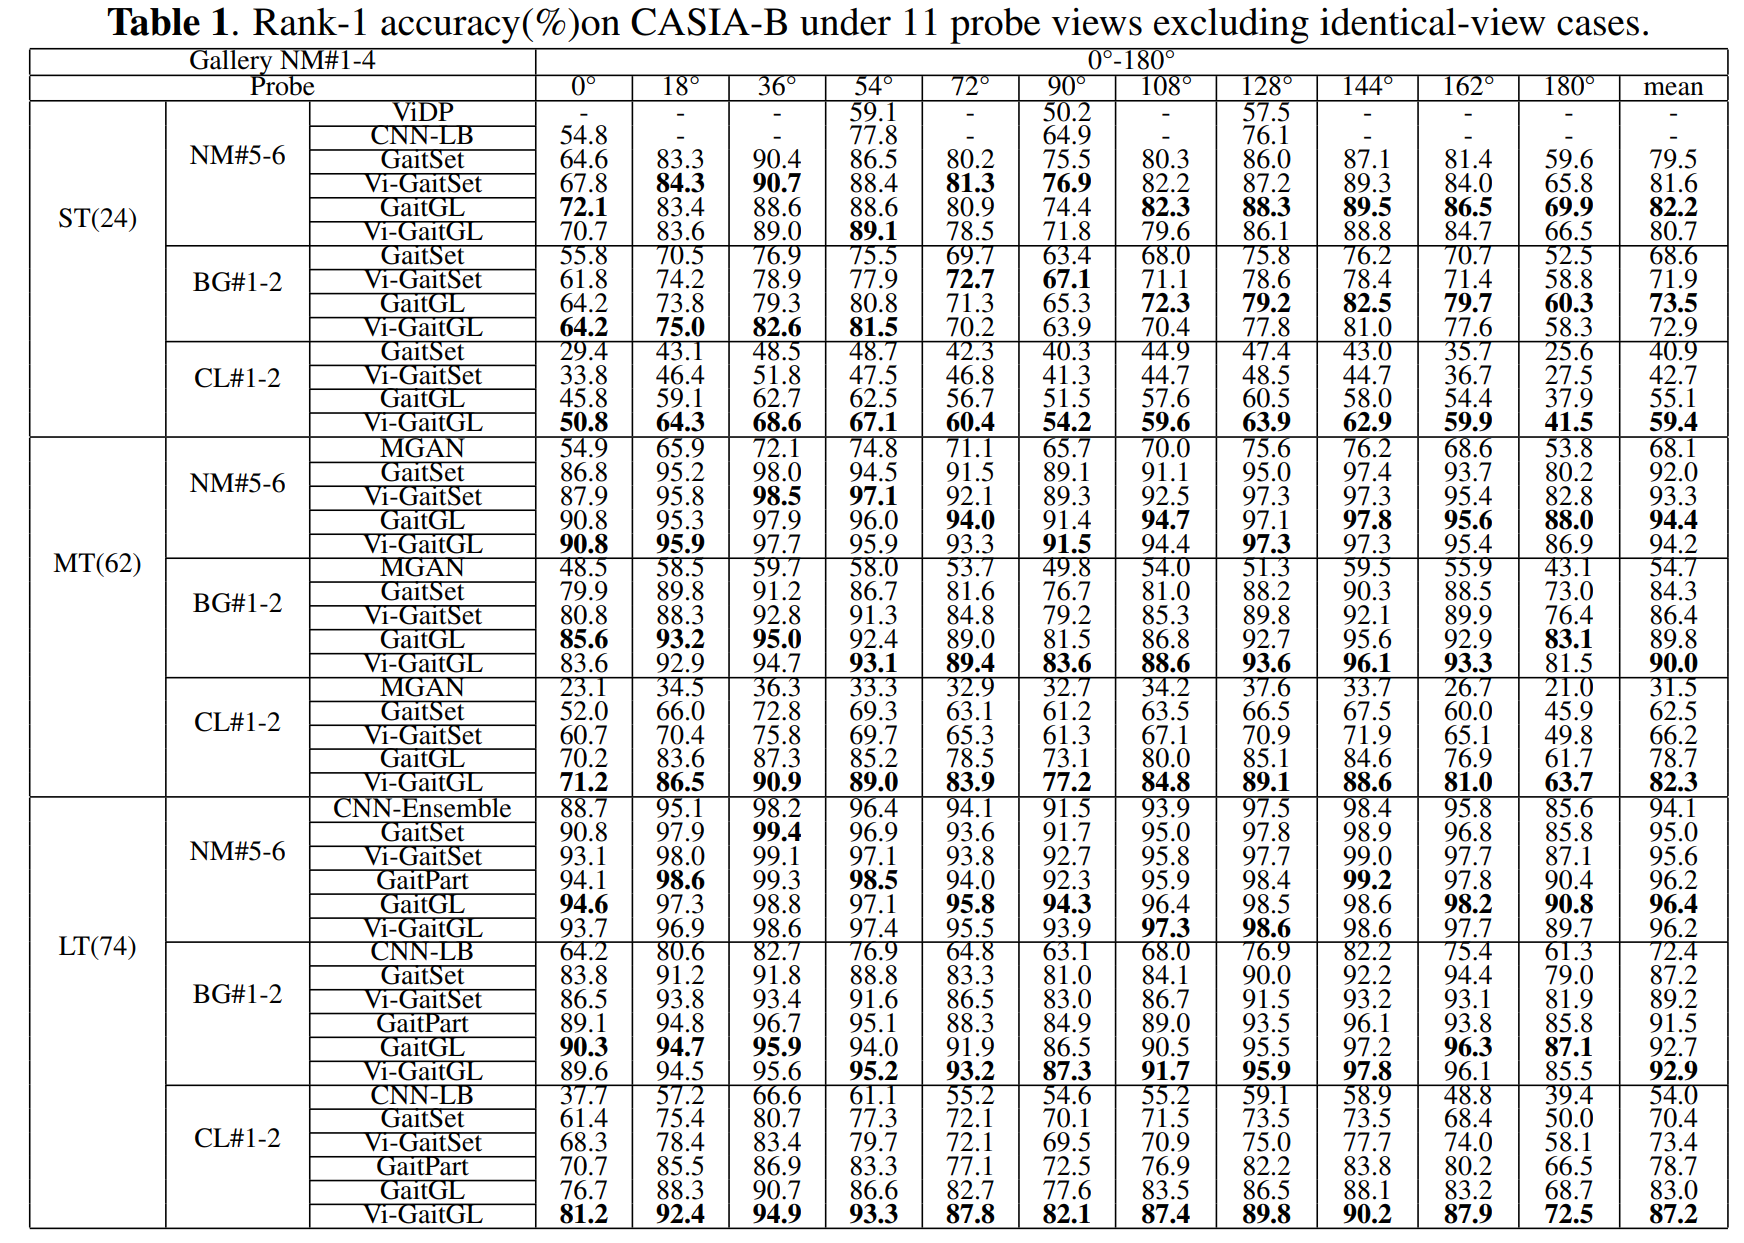 Table 1. Rank-1 accuracy(%)on CASIA-B under 11 probe views excluding identical-view cases.
Gallery NM#1-4 0°-180°
Probe 0° 18° 36° 54° 72° 90° 108° 128° 144° 162° 180° mean
ST(24) NM#5-6 ViDP - - - 59.1 - 50.2 - 57.5 - - - -
CNN-LB 54.8 - - 77.8 - 64.9 - 76.1 - - - -
GaitSet 64.6 83.3 90.4 86.5 80.2 75.5 80.3 86.0 87.1 81.4 59.6 79.5
Vi-GaitSet 67.8 84.3 90.7 88.4 81.3 76.9 82.2 87.2 89.3 84.0 65.8 81.6
GaitGL 72.1 83.4 88.6 88.6 80.9 74.4 82.3 88.3 89.5 86.5 69.9 82.2
Vi-GaitGL 70.7 83.6 89.0 89.1 78.5 71.8 79.6 86.1 88.8 84.7 66.5 80.7
BG#1-2 GaitSet 55.8 70.5 76.9 75.5 69.7 63.4 68.0 75.8 76.2 70.7 52.5 68.6
Vi-GaitSet 61.8 74.2 78.9 77.9 72.7 67.1 71.1 78.6 78.4 71.4 58.8 71.9
GaitGL 64.2 73.8 79.3 80.8 71.3 65.3 72.3 79.2 82.5 79.7 60.3 73.5
Vi-GaitGL 64.2 75.0 82.6 81.5 70.2 63.9 70.4 77.8 81.0 77.6 58.3 72.9
CL#1-2 GaitSet 29.4 43.1 48.5 48.7 42.3 40.3 44.9 47.4 43.0 35.7 25.6 40.9
Vi-GaitSet 33.8 46.4 51.8 47.5 46.8 41.3 44.7 48.5 44.7 36.7 27.5 42.7
GaitGL 45.8 59.1 62.7 62.5 56.7 51.5 57.6 60.5 58.0 54.4 37.9 55.1
Vi-GaitGL 50.8 64.3 68.6 67.1 60.4 54.2 59.6 63.9 62.9 59.9 41.5 59.4
MT(62) NM#5-6 MGAN 54.9 65.9 72.1 74.8 71.1 65.7 70.0 75.6 76.2 68.6 53.8 68.1
GaitSet 86.8 95.2 98.0 94.5 91.5 89.1 91.1 95.0 97.4 93.7 80.2 92.0
Vi-GaitSet 87.9 95.8 98.5 97.1 92.1 89.3 92.5 97.3 97.3 95.4 82.8 93.3
GaitGL 90.8 95.3 97.9 96.0 94.0 91.4 94.7 97.1 97.8 95.6 88.0 94.4
Vi-GaitGL 90.8 95.9 97.7 95.9 93.3 91.5 94.4 97.3 97.3 95.4 86.9 94.2
BG#1-2 MGAN 48.5 58.5 59.7 58.0 53.7 49.8 54.0 51.3 59.5 55.9 43.1 54.7
GaitSet 79.9 89.8 91.2 86.7 81.6 76.7 81.0 88.2 90.3 88.5 73.0 84.3
Vi-GaitSet 80.8 88.3 92.8 91.3 84.8 79.2 85.3 89.8 92.1 89.9 76.4 86.4
GaitGL 85.6 93.2 95.0 92.4 89.0 81.5 86.8 92.7 95.6 92.9 83.1 89.8
Vi-GaitGL 83.6 92.9 94.7 93.1 89.4 83.6 88.6 93.6 96.1 93.3 81.5 90.0
CL#1-2 MGAN 23.1 34.5 36.3 33.3 32.9 32.7 34.2 37.6 33.7 26.7 21.0 31.5
GaitSet 52.0 66.0 72.8 69.3 63.1 61.2 63.5 66.5 67.5 60.0 45.9 62.5
Vi-GaitSet 60.7 70.4 75.8 69.7 65.3 61.3 67.1 70.9 71.9 65.1 49.8 66.2
GaitGL 70.2 83.6 87.3 85.2 78.5 73.1 80.0 85.1 84.6 76.9 61.7 78.7
Vi-GaitGL 71.2 86.5 90.9 89.0 83.9 77.2 84.8 89.1 88.6 81.0 63.7 82.3
LT(74) NM#5-6 CNN-Ensemble 88.7 95.1 98.2 96.4 94.1 91.5 93.9 97.5 98.4 95.8 85.6 94.1
GaitSet 90.8 97.9 99.4 96.9 93.6 91.7 95.0 97.8 98.9 96.8 85.8 95.0
Vi-GaitSet 93.1 98.0 99.1 97.1 93.8 92.7 95.8 97.7 99.0 97.7 87.1 95.6
GaitPart 94.1 98.6 99.3 98.5 94.0 92.3 95.9 98.4 99.2 97.8 90.4 96.2
GaitGL 94.6 97.3 98.8 97.1 95.8 94.3 96.4 98.5 98.6 98.2 90.8 96.4
Vi-GaitGL 93.7 96.9 98.6 97.4 95.5 93.9 97.3 98.6 98.6 97.7 89.7 96.2
BG#1-2 CNN-LB 64.2 80.6 82.7 76.9 64.8 63.1 68.0 76.9 82.2 75.4 61.3 72.4
GaitSet 83.8 91.2 91.8 88.8 83.3 81.0 84.1 90.0 92.2 94.4 79.0 87.2
Vi-GaitSet 86.5 93.8 93.4 91.6 86.5 83.0 86.7 91.5 93.2 93.1 81.9 89.2
GaitPart 89.1 94.8 96.7 95.1 88.3 84.9 89.0 93.5 96.1 93.8 85.8 91.5
GaitGL 90.3 94.7 95.9 94.0 91.9 86.5 90.5 95.5 97.2 96.3 87.1 92.7
Vi-GaitGL 89.6 94.5 95.6 95.2 93.2 87.3 91.7 95.9 97.8 96.1 85.5 92.9
CL#1-2 CNN-LB 37.7 57.2 66.6 61.1 55.2 54.6 55.2 59.1 58.9 48.8 39.4 54.0
GaitSet 61.4 75.4 80.7 77.3 72.1 70.1 71.5 73.5 73.5 68.4 50.0 70.4
Vi-GaitSet 68.3 78.4 83.4 79.7 72.1 69.5 70.9 75.0 77.7 74.0 58.1 73.4
GaitPart 70.7 85.5 86.9 83.3 77.1 72.5 76.9 82.2 83.8 80.2 66.5 78.7
GaitGL 76.7 88.3 90.7 86.6 82.7 77.6 83.5 86.5 88.1 83.2 68.7 83.0
Vi-GaitGL 81.2 92.4 94.9 93.3 87.8 82.1 87.4 89.8 90.2 87.9 72.5 87.2